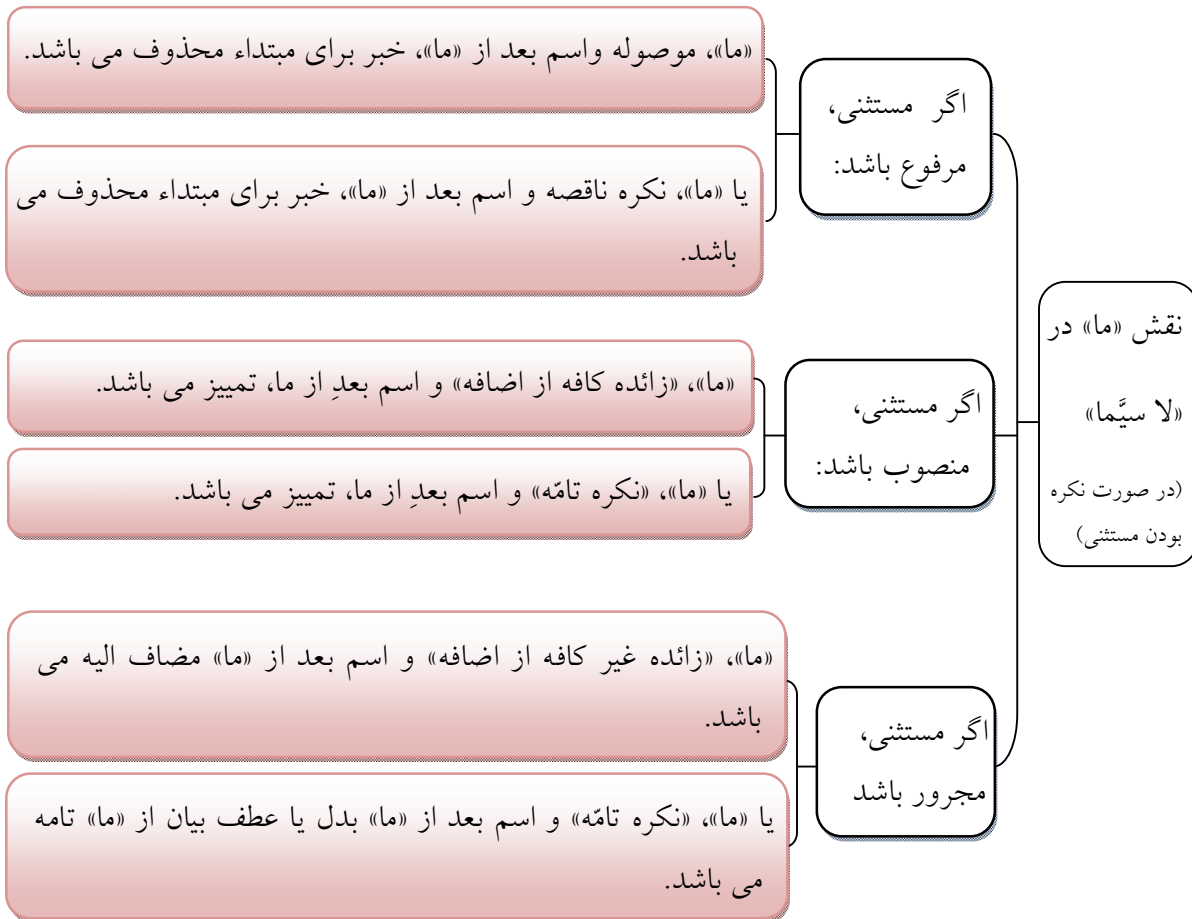 نقش «ما» در
«لا سیَّما»
(در صورت نکره
بودن مستثنی)
اگر مستثنی،
مرفوع باشد:
«ما»، موصوله واسم بعد از «ما»، خبر برای مبتداء محذوف می باشد.
یا «ما»، نکره ناقصه و اسم بعد از «ما»، خبر برای مبتداء محذوف می
باشد.
اگر مستثنی،
منصوب باشد:
«ما»، «زائده کافه از اضافه» و اسم بعدِ از ما، تمییز می باشد.
یا «ما»، «نکره تامّه» و اسم بعدِ از ما، تمییز می باشد.
اگر مستثنی،
مجرور باشد
«ما»، «زائده غیر کافه از اضافه» و اسم بعد از «ما» مضاف الیه می
باشد.
یا «ما»، «نکره تامّه» و اسم بعد از «ما» بدل یا عطف بیان از «ما» تامه
می باشد.